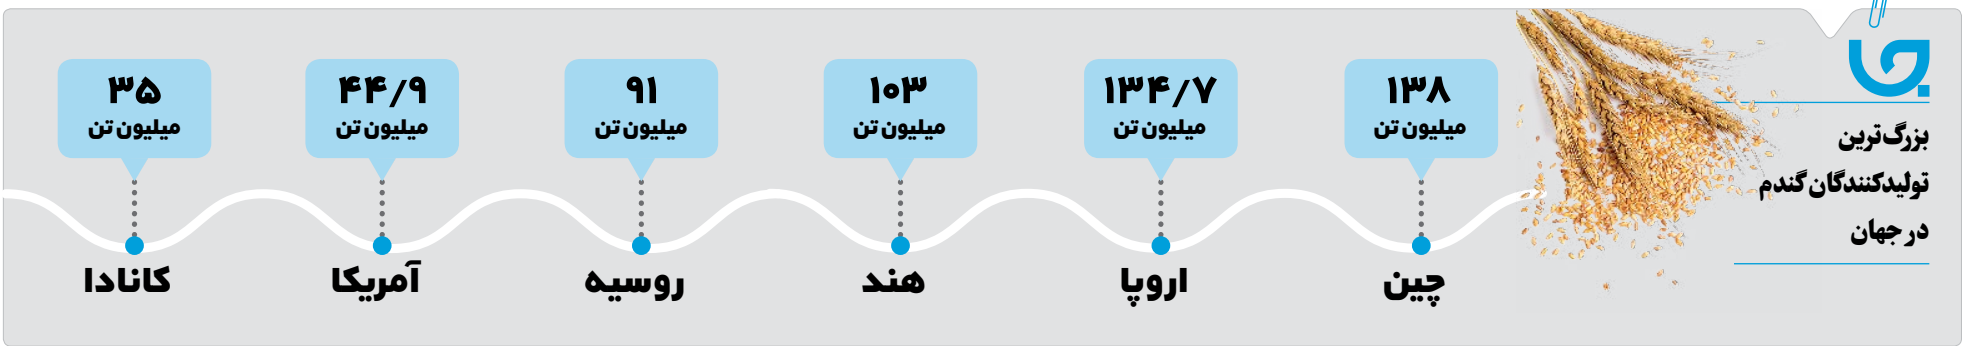 بزرگ‌ترین
تولیدکنندگان گندم
در جهان
۱۳۸
میلیون تن
چین
۱۳۴/۷
میلیون تن
اروپا
۱۰۳
میلیون تن
هند
۹۱
میلیون تن
روسیه
۴۴/۹
میلیون تن
آمریکا
۳۵
میلیون تن
کانادا